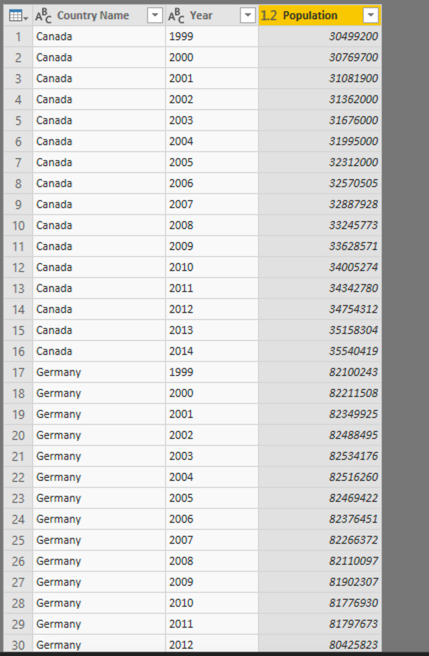 ABC Country Name ABC Year 1.2 Population
1 Canada 1999 30499200
2 Canada 2000 30769700
3 Canada 2001 31081900
4 Canada 2002 31362000
5 Canada 2003 31676000
6 Canada 2004 31995000
7 Canada 2005 32312000
8 Canada 2006 32570505
9 Canada 2007 32887928
10 Canada 2008 33245773
11 Canada 2009 33628571
12 Canada 2010 34005274
13 Canada 2011 34342780
14 Canada 2012 34754312
15 Canada 2013 35158304
16 Canada 2014 35540419
17 Germany 1999 82100243
18 Germany 2000 82211508
19 Germany 2001 82349925
20 Germany 2002 82488495
21 Germany 2003 82534176
22 Germany 2004 82516260
23 Germany 2005 82469422
24 Germany 2006 82376451
25 Germany 2007 82266372
26 Germany 2008 82110097
27 Germany 2009 81902307
28 Germany 2010 81776930
29 Germany 2011 81797673
30 Germany 2012 80425823